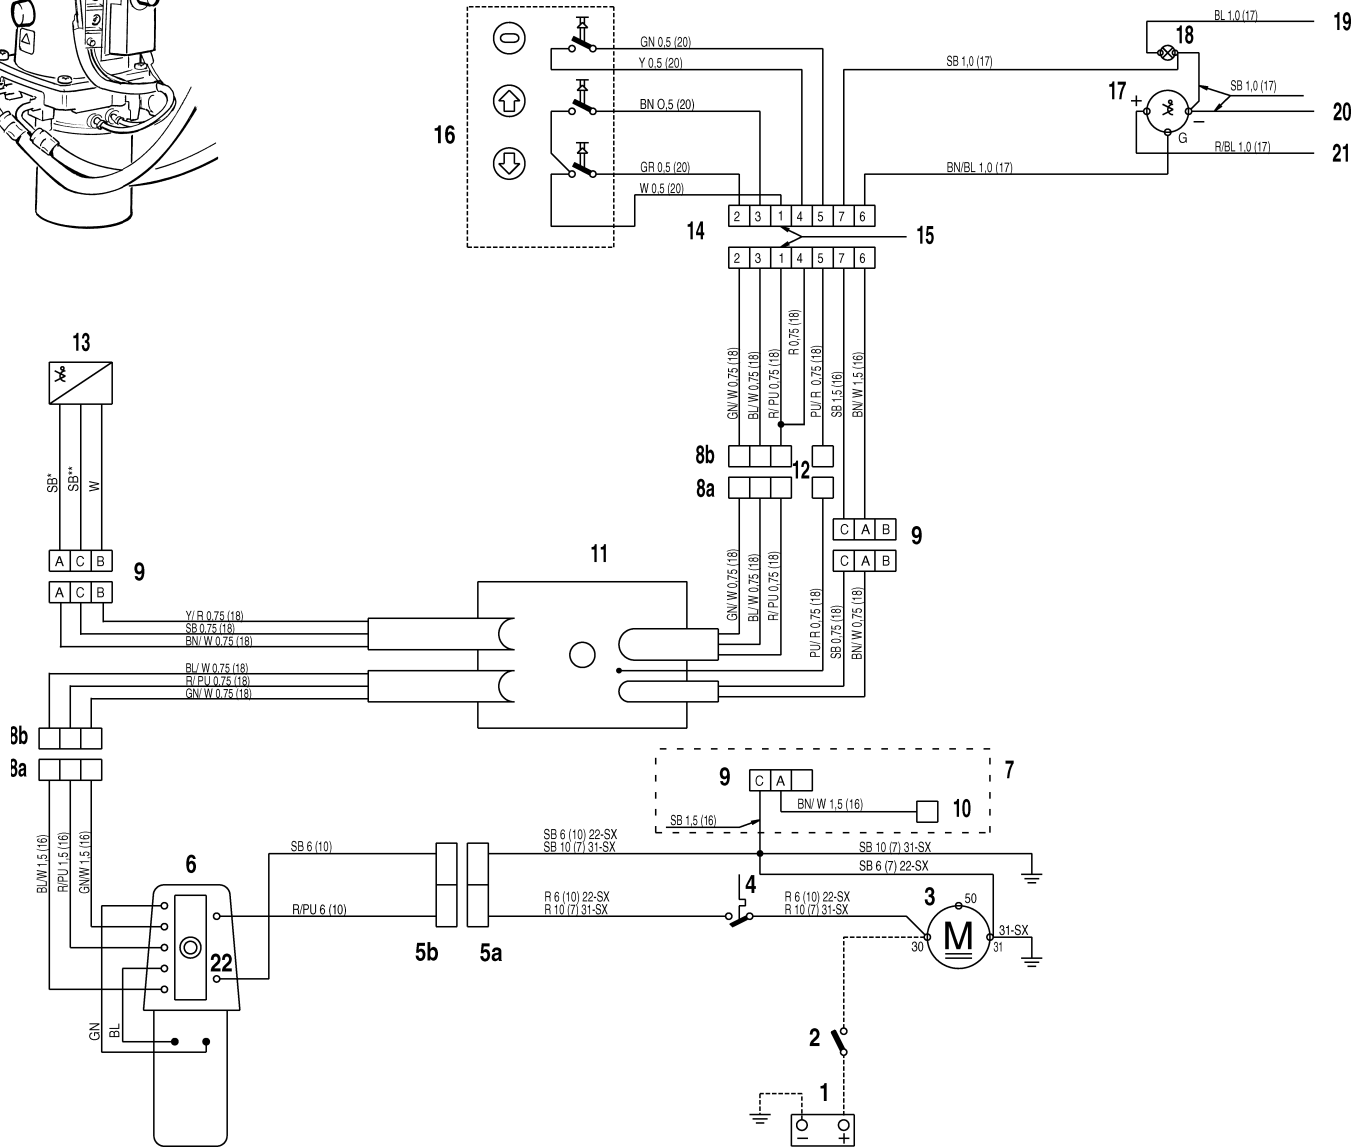 BL 1,0 (17)
19
18
GN 0,5 (20)
Y 0,5 (20)
SB 1,0 (17)
17
+
SB 1,0 (17)
BN O,5 (20)
20
−
16
G
R/BL 1,0 (17)
21
GR 0,5 (20)
BN/BL 1,0 (17)
W 0,5 (20)
2 3 1 4 5 7 6
14
15
2 3 1 4 5 7 6
GN/ W 0,75 (18)
BL/ W 0,75 (18)
R/ PU 0,75 (18)
R 0,75 (18)
PU/ R 0,75 (18)
SB 1,5 (16)
BN/ W 1,5 (16)
13
SB*
SB**
W
8b
12
8a
C A B
9
C A B
A C B
9
A C B
11
GN/ W 0,75 (18)
BL/ W 0,75 (18)
R/ PU 0,75 (18)
PU/ R 0,75 (18)
SB 0,75 (18)
BN/ W 0,75 (18)
Y/ R 0.75 (18)
SB 0.75 (18)
BN/ W 0.75 (18)
BL/ W 0.75 (18)
R/ PU 0.75 (18)
GN/ W 0.75 (18)
8b
8a
7
9
C A
BN/ W 1,5 (16)
10
SB 1,5 (16)
BL/W 1,5 (16)
R/PU 1,5 (16)
GN/W 1,5 (16)
SB 6 (10)
SB 6 (10) 22-SX
SB 10 (7) 31-SX
SB 10 (7) 31-SX
SB 6 (7) 22-SX
6
4
3
50
R/PU 6 (10)
R 6 (10) 22-SX
R 10 (7) 31-SX
R 6 (10) 22-SX
R 10 (7) 31-SX
M
31-SX
30
31
5b
5a
22
GN
BL
2
1
− +